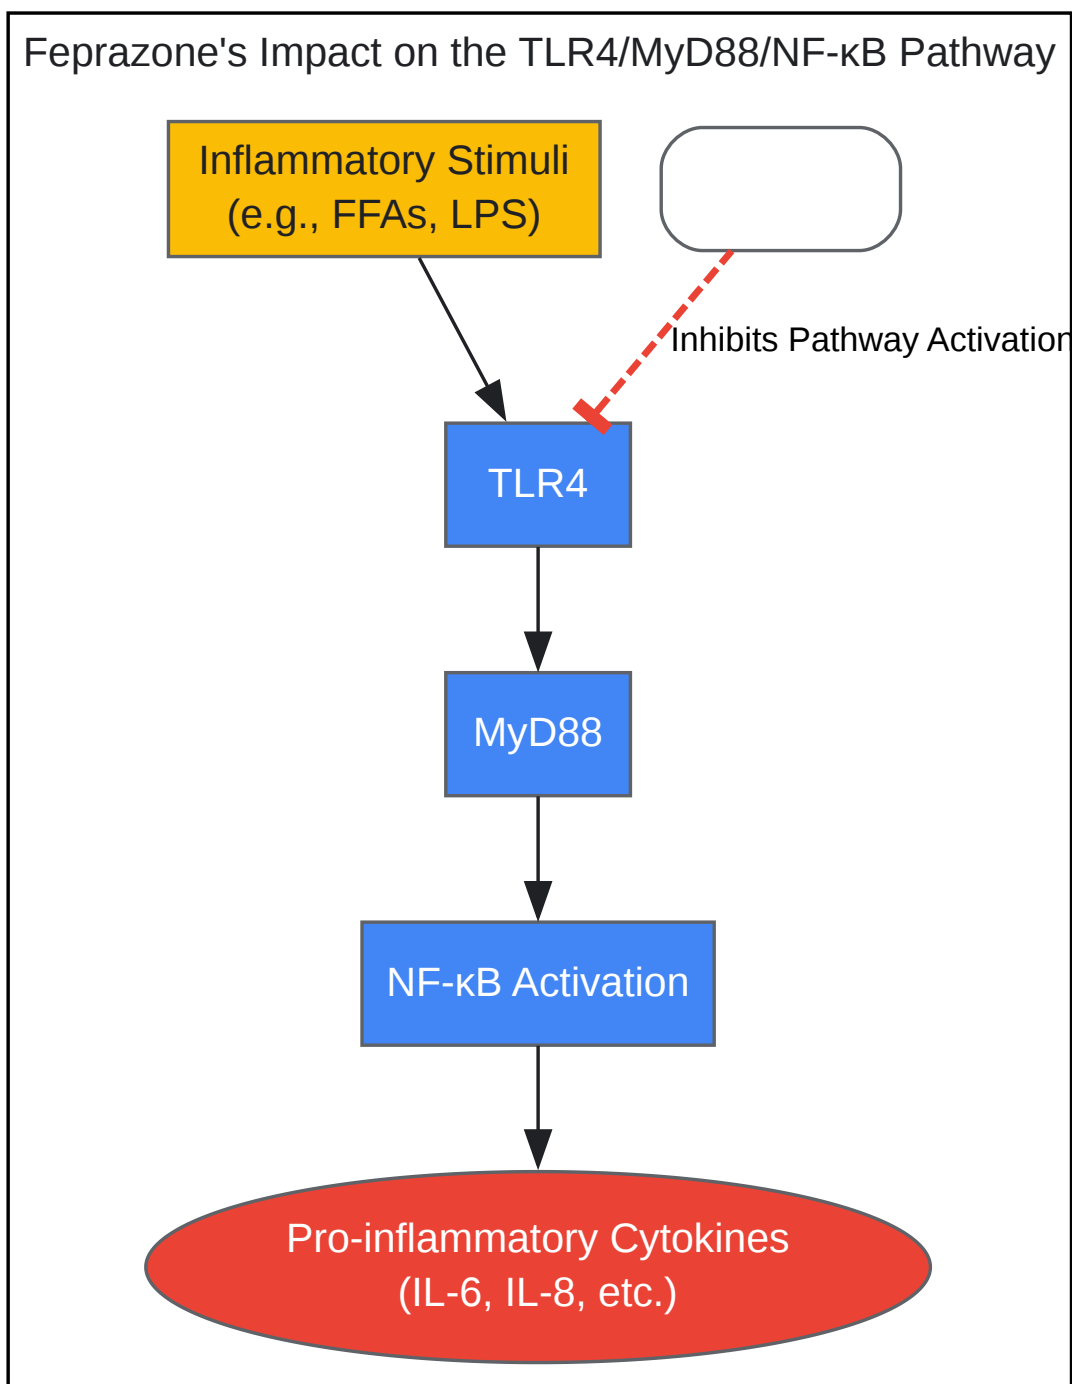 Feprazone's Impact on the TLR4/MyD88/NF-κB Pathway
Inflammatory Stimuli
(e.g., FFAs, LPS)
Inhibits Pathway Activation
TLR4
MyD88
NF-κB Activation
Pro-inflammatory Cytokines
(IL-6, IL-8, etc.)